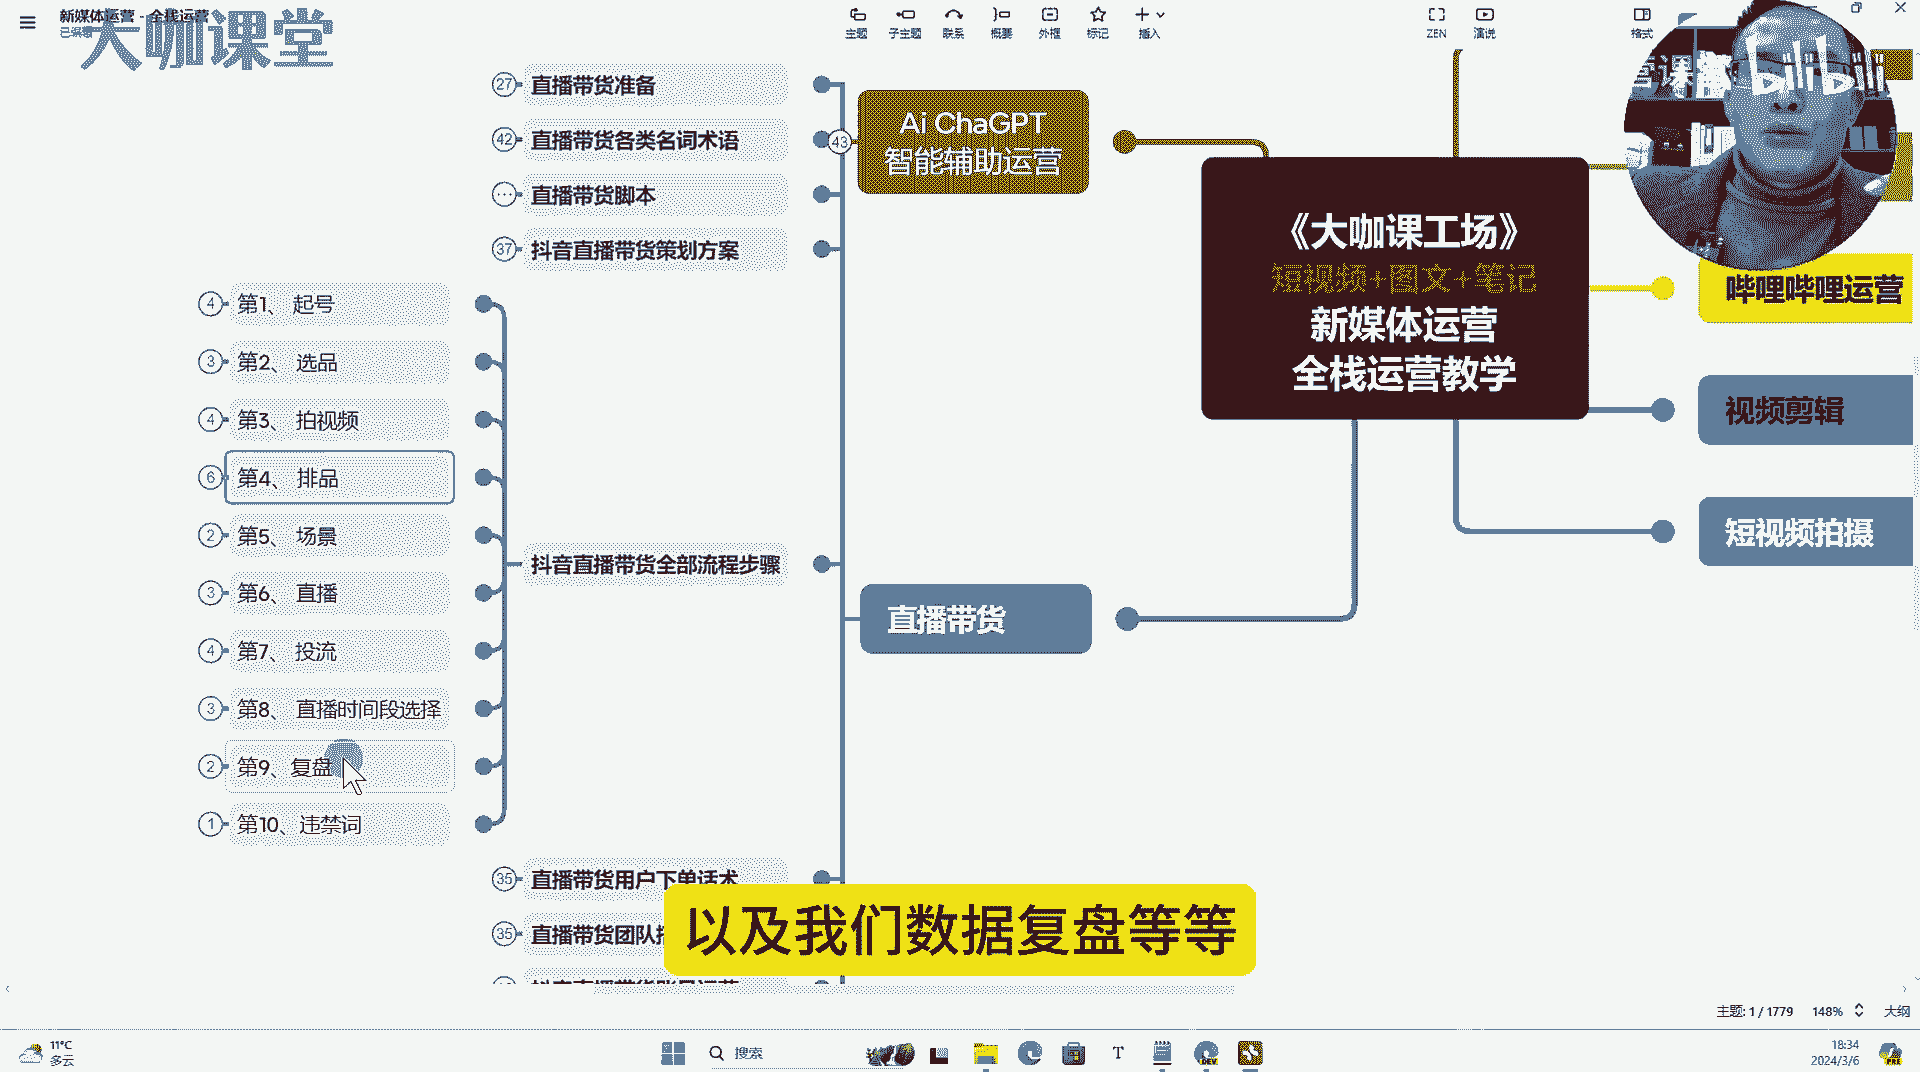 新媒体运营 - 全栈运营
大咖课堂
主题
子主题
联系
概要
外框
标记
插入
ZEN
演说
格式
bilibili
27
直播带货准备
42
直播带货各类名词术语
直播带货脚本
37
抖音直播带货策划方案
43
Ai ChaGPT
智能辅助运营
《大咖课工场》
短视频+图文+笔记
新媒体运营
全栈运营教学
哔哩哔哩运营
视频剪辑
短视频拍摄
4
第1、 起号
3
第2、 选品
4
第3、 拍视频
6
第4、 排品
2
第5、 场景
3
第6、 直播
4
第7、 投流
3
第8、 直播时间段选择
2
第9、复盘
1
第10、违禁词
抖音直播带货全部流程步骤
直播带货
35
直播带货用户下单话术
35
直播带货团队
以及我们数据复盘等等
主题: 1 / 1779
148%
大纲
11°C
多云
搜索
18:34
2024/3/6